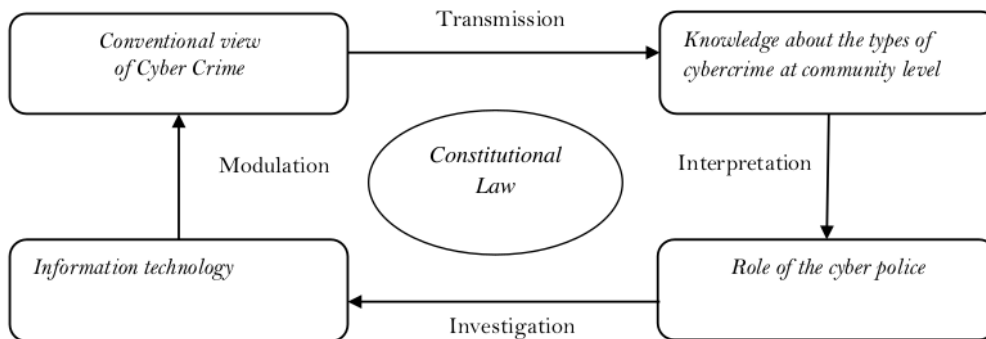 Transmission
Conventional view
of Cyber Crime
Knowledge about the types of
cybercrime at community level
Modulation
Constitutional
Law
Interpretation
Information technology
Role of the cyber police
Investigation